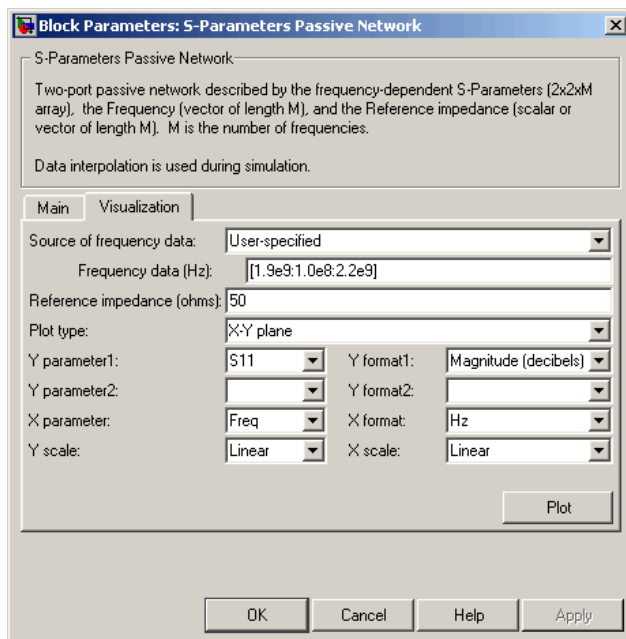 Block Parameters: S-Parameters Passive Network
S-Parameters Passive Network
Two-port passive network described by the frequency-dependent S-Parameters (2x2xM
array), the Frequency (vector of length M), and the Reference impedance (scalar or
vector of length M). M is the number of frequencies.
Data interpolation is used during simulation.
Main Visualization
Source of frequency data: User-specified
Frequency data (Hz): [1.9e9:1.0e8:2.2e9]
Reference impedance (ohms): 50
Plot type: X-Y plane
Y parameter1: S11 Y format1: Magnitude (decibels)
Y parameter2: Y format2:
X parameter: Freq X format: Hz
Y scale: Linear X scale: Linear
Plot
OK Cancel Help Apply